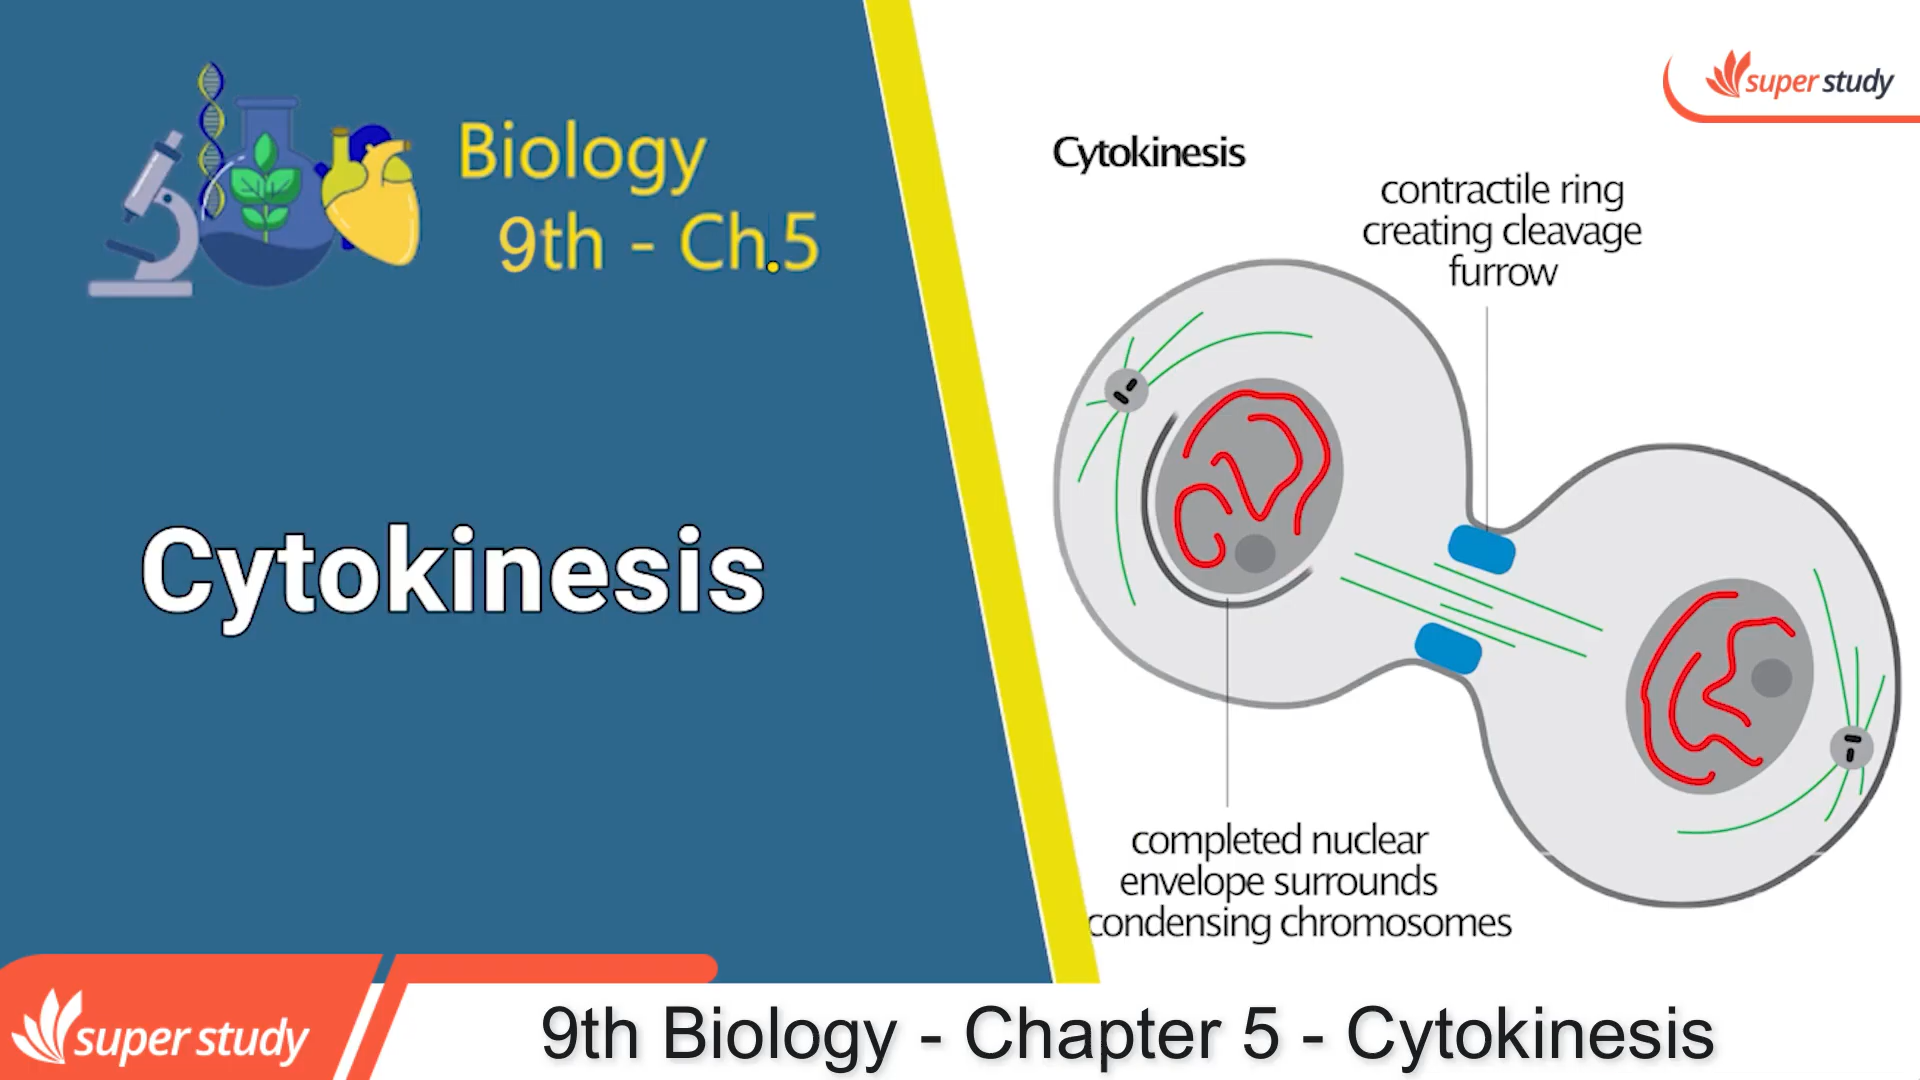 Biology
9th - Ch.5
Cytokinesis
super study
Cytokinesis
contractile ring
creating cleavage
furrow
completed nuclear
envelope surrounds
condensing chromosomes
super study
9th Biology - Chapter 5 - Cytokinesis